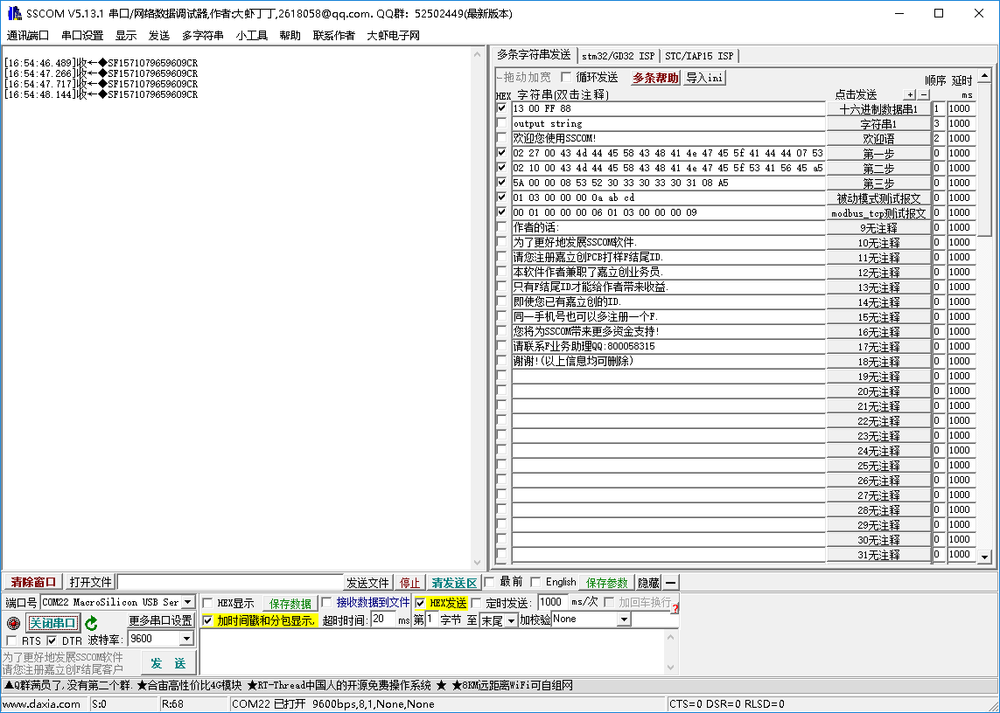 SSCOM V5.13.1 串口/网络数据调试器,作者:大虾丁丁,2618058@qq.com. QQ群: 52502449(最新版本)
通讯端口 串口设置 显示 发送 多字符串 小工具 帮助 联系作者 大虾电子网
[16:54:46.489]收←◆SF1571079659609CR
[16:54:47.266]收←◆SF1571079659609CR
[16:54:47.717]收←◆SF1571079659609CR
[16:54:48.144]收←◆SF1571079659609CR
多条字符串发送 stm32/GD32 ISP STC/IAP15 ISP
←拖动加宽 循环发送 多条帮助 导入ini 顺序 延时
HEX 字符串(双击注释) 点击发送 + − ms
13 00 FF 88 十六进制数据串1 1 1000
output string 字符串1 3 1000
欢迎您使用SSCOM! 欢迎语 2 1000
02 27 00 43 4d 44 45 58 43 48 41 4e 47 45 5f 41 44 44 07 53 第一步 0 1000
02 10 00 43 4d 44 45 58 43 48 41 4e 47 45 5f 53 41 56 45 a5 第二步 0 1000
5A 00 00 08 53 52 30 33 30 33 30 31 08 A5 第三步 0 1000
01 03 00 00 00 0a ab cd 被动模式测试报文 0 1000
00 01 00 00 00 06 01 03 00 00 00 09 modbus_tcp测试报文 0 1000
作者的话: 9无注释 0 1000
为了更好地发展SSCOM软件. 10无注释 0 1000
请您注册嘉立创PCB打样F结尾ID. 11无注释 0 1000
本软件作者兼职了嘉立创业务员. 12无注释 0 1000
只有F结尾ID才能给作者带来收益. 13无注释 0 1000
即使您已有嘉立创的ID. 14无注释 0 1000
同一手机号也可以多注册一个F. 15无注释 0 1000
您将为SSCOM带来更多资金支持! 16无注释 0 1000
请联系F业务助理QQ:800058315 17无注释 0 1000
谢谢!(以上信息均可删除) 18无注释 0 1000
19无注释 0 1000
20无注释 0 1000
21无注释 0 1000
22无注释 0 1000
23无注释 0 1000
24无注释 0 1000
25无注释 0 1000
26无注释 0 1000
27无注释 0 1000
28无注释 0 1000
29无注释 0 1000
30无注释 0 1000
31无注释 0 1000
清除窗口 打开文件 发送文件 停止 清发送区 最前 English 保存参数 隐藏 −
端口号 COM22 MacroSilicon USB Ser HEX显示 保存数据 接收数据到文件 HEX发送 定时发送: 1000 ms/次 加回车换行 ?
关闭串口 更多串口设置 加时间戳和分包显示, 超时时间: 20 ms 第 1 字节 至 末尾 加校验 None
RTS DTR 波特率: 9600
为了更好地发展SSCOM软件
请您注册嘉立创F结尾客户
发 送
▲Q群满员了,没有第二个群. ★合宙高性价比4G模块 ★RT-Thread中国人的开源免费操作系统 ★ ★8KM远距离WiFi可自组网
www.daxia.com S:0 R:68 COM22 已打开 9600bps,8,1,None,None CTS=0 DSR=0 RLSD=0